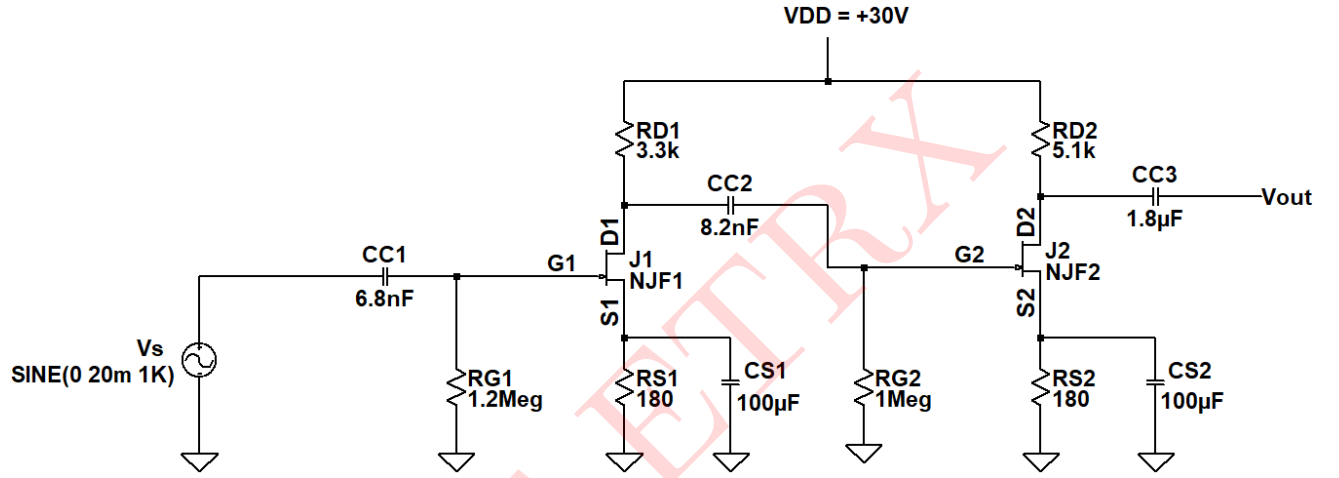 VDD = +30V
RD1
3.3k
RD2
5.1k
CC2
8.2nF
CC3
1.8µF
Vout
D1
D2
CC1
6.8nF
G1
J1
NJF1
G2
J2
NJF2
S1
S2
Vs
SINE(0 20m 1K)
RG1
1.2Meg
RS1
180
CS1
100µF
RG2
1Meg
RS2
180
CS2
100µF
ETRX